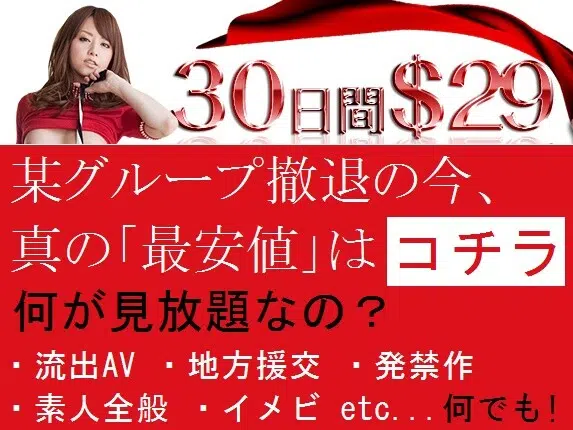 30日間$29
某グループ撤退の今、
真の「最安値」は コチラ
何が見放題なの？
・流出AV ・地方援交 ・発禁作
・素人全般 ・イメビ etc...何でも!